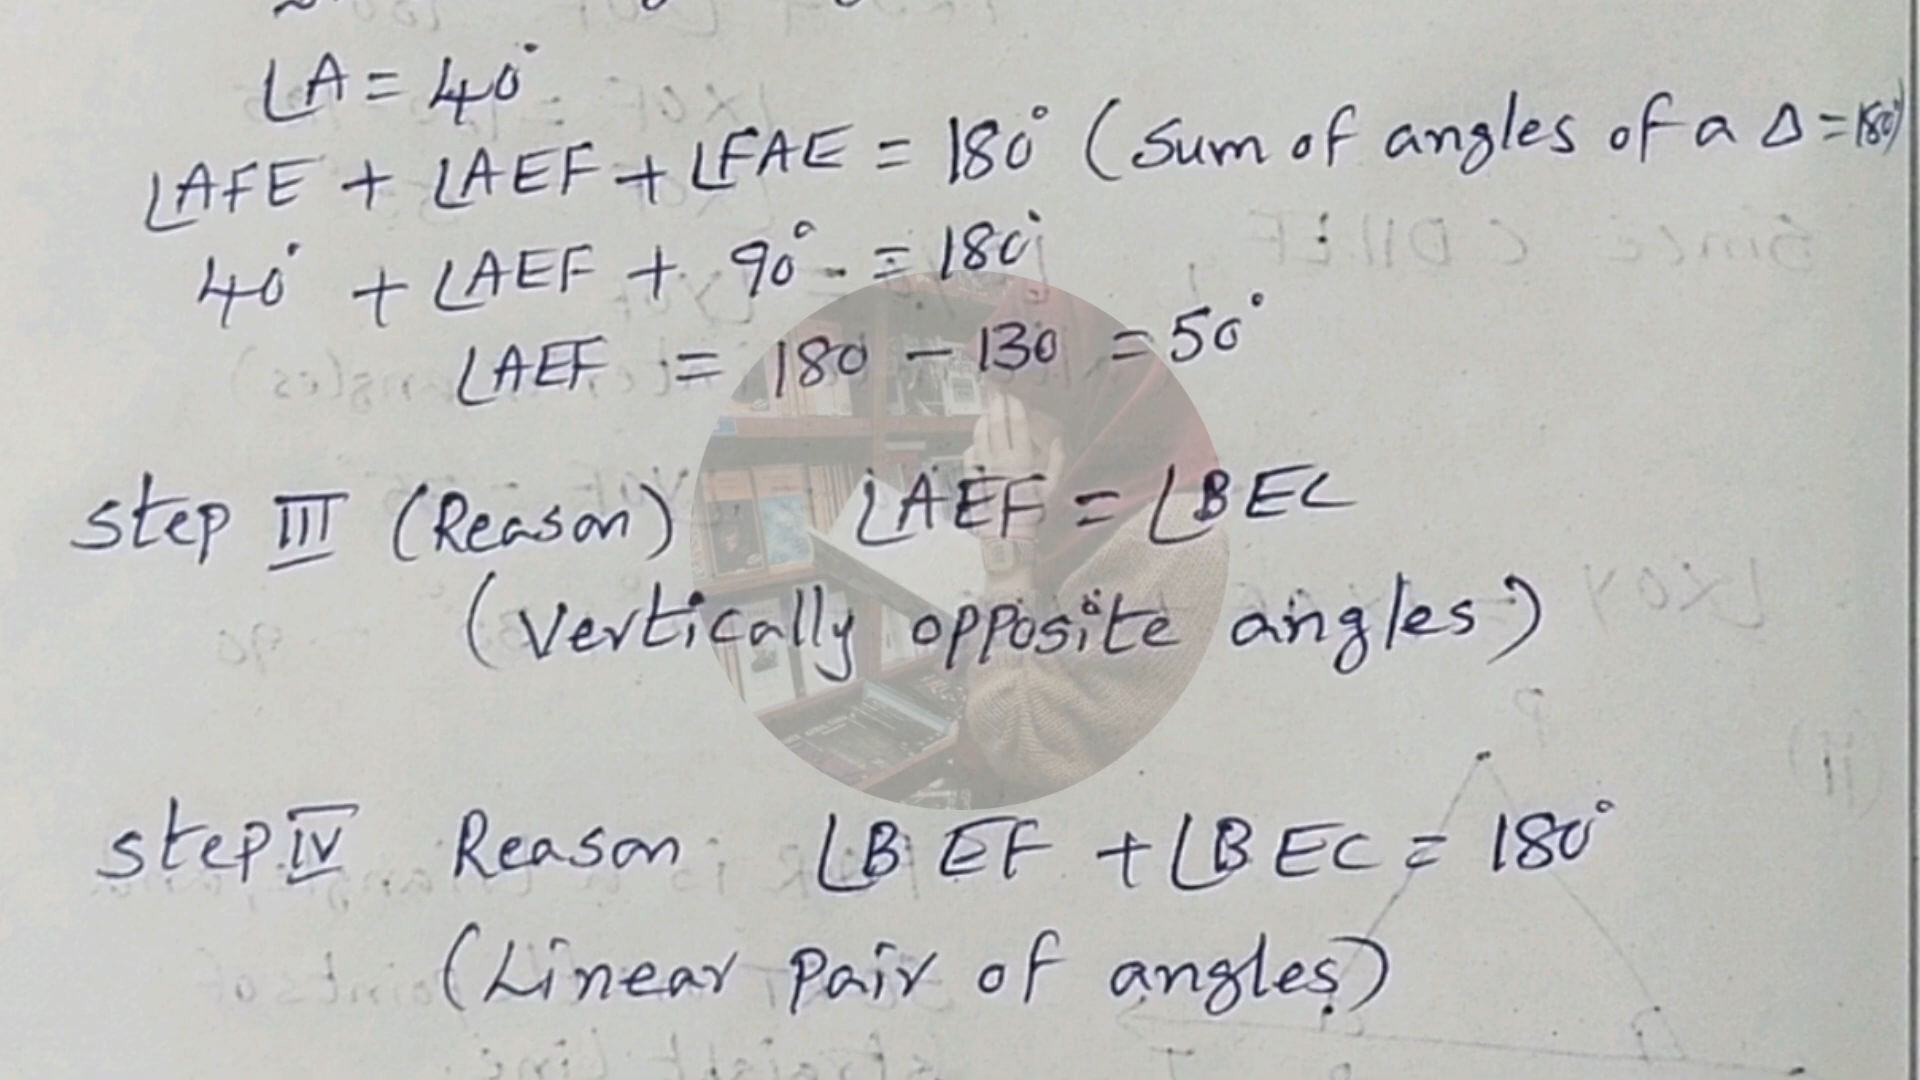 ∠A = 40°
∠AFE + ∠AEF + ∠FAE = 180° (Sum of angles of a Δ = 180°)
40° + ∠AEF + 90° = 180°
∠AEF = 180 - 130 = 50°
Step III (Reason) ∠AEF = ∠BEC
(Vertically opposite angles)
Step IV Reason ∠BEF + ∠BEC = 180°
(Linear pair of angles)